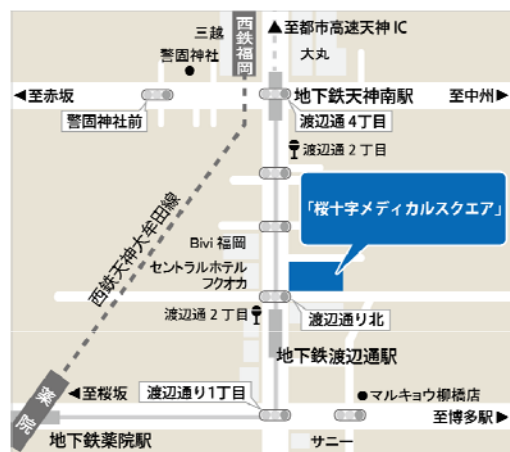 三越
西鉄福岡
▲至都市高速天神IC
大丸
警固神社
◀至赤坂
地下鉄天神南駅
至中州▶
警固神社前
渡辺通4丁目
渡辺通2丁目
「桜十字メディカルスクエア」
西鉄天神大牟田線
Bivi福岡
セントラルホテル
フクオカ
渡辺通2丁目
渡辺通り北
地下鉄渡辺通駅
薬院
◀至桜坂
渡辺通り1丁目
●マルキョウ柳橋店
至博多駅▶
地下鉄薬院駅
サニー